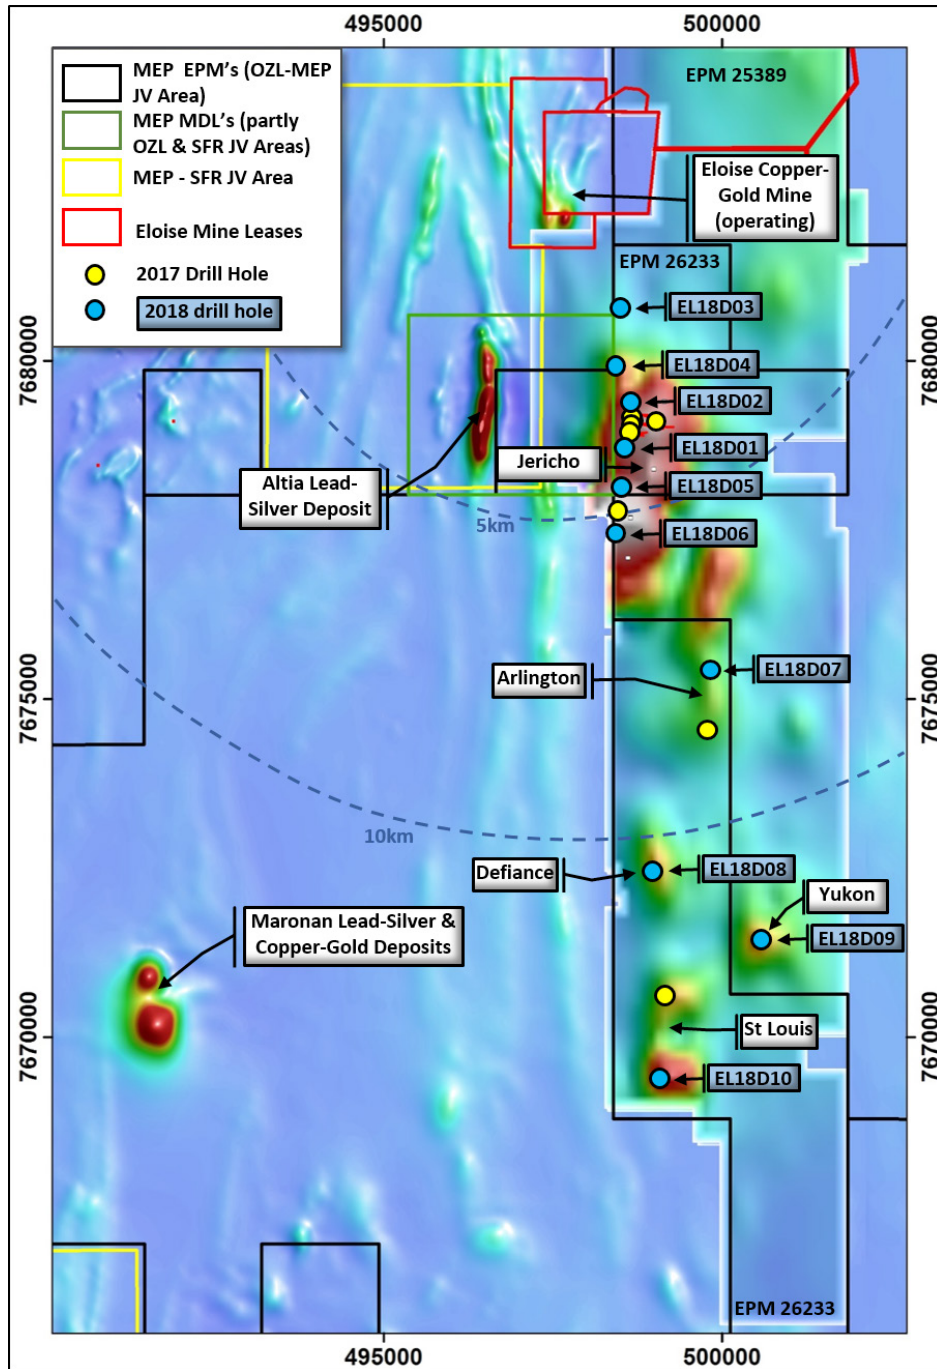 495000
500000
MEP EPM's (OZL-MEP
JV Area)
MEP MDL's (partly
OZL & SFR JV Areas)
MEP - SFR JV Area
Eloise Mine Leases
2017 Drill Hole
2018 drill hole
EPM 25389
Eloise Copper-
Gold Mine
(operating)
EPM 26233
EL18D03
7680000
7680000
EL18D04
EL18D02
EL18D01
Jericho
Altia Lead-
Silver Deposit
EL18D05
5km
EL18D06
Arlington
EL18D07
7675000
7675000
10km
Defiance
EL18D08
Yukon
EL18D09
Maronan Lead-Silver &
Copper-Gold Deposits
St Louis
7670000
7670000
EL18D10
EPM 26233
495000
500000